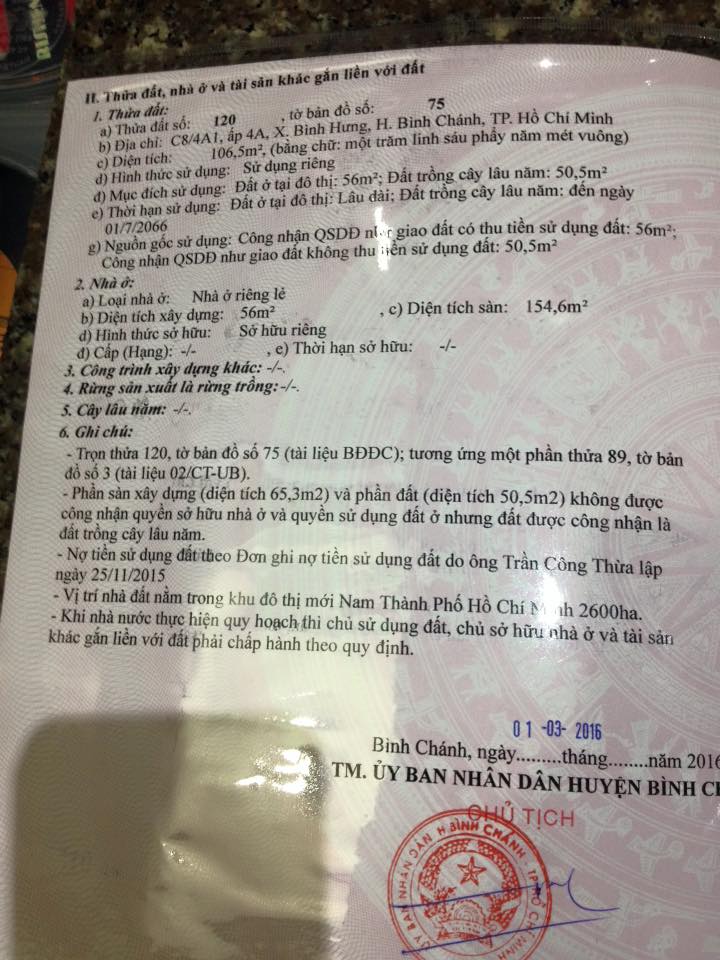 II. Thửa đất, nhà ở và tài sản khác gắn liền với đất
1. Thửa đất:
a) Thửa đất số: 120 , tờ bản đồ số: 75
b) Địa chỉ: C8/4A1, ấp 4A, X. Bình Hưng, H. Bình Chánh, TP. Hồ Chí Minh
c) Diện tích: 106,5m², (bằng chữ: một trăm linh sáu phẩy năm mét vuông)
d) Hình thức sử dụng: Sử dụng riêng
đ) Mục đích sử dụng: Đất ở tại đô thị: 56m²; Đất trồng cây lâu năm: 50,5m²
e) Thời hạn sử dụng: Đất ở tại đô thị: Lâu dài; Đất trồng cây lâu năm: đến ngày
01/7/2066
g) Nguồn gốc sử dụng: Công nhận QSDĐ như giao đất có thu tiền sử dụng đất: 56m²;
Công nhận QSDĐ như giao đất không thu tiền sử dụng đất: 50,5m²
2. Nhà ở:
a) Loại nhà ở: Nhà ở riêng lẻ
b) Diện tích xây dựng: 56m² , c) Diện tích sàn: 154,6m²
d) Hình thức sở hữu: Sở hữu riêng
đ) Cấp (Hạng): -/- , e) Thời hạn sở hữu: -/-
3. Công trình xây dựng khác: -/-.
4. Rừng sản xuất là rừng trồng: -/-.
5. Cây lâu năm: -/-.
6. Ghi chú:
- Trọn thửa 120, tờ bản đồ số 75 (tài liệu BĐĐC); tương ứng một phần thửa 89, tờ bản
đồ số 3 (tài liệu 02/CT-UB).
- Phần sàn xây dựng (diện tích 65,3m2) và phần đất (diện tích 50,5m2) không được
công nhận quyền sở hữu nhà ở và quyền sử dụng đất ở nhưng đất được công nhận là
đất trồng cây lâu năm.
- Nợ tiền sử dụng đất theo Đơn ghi nợ tiền sử dụng đất do ông Trần Công Thừa lập
ngày 25/11/2015
- Vị trí nhà đất nằm trong khu đô thị mới Nam Thành Phố Hồ Chí Minh 2600ha.
- Khi nhà nước thực hiện quy hoạch thì chủ sử dụng đất, chủ sở hữu nhà ở và tài sản
khác gắn liền với đất phải chấp hành theo quy định.
01 -03- 2016
Bình Chánh, ngày.........tháng........năm 2016
TM. ỦY BAN NHÂN DÂN HUYỆN BÌNH CH
CHỦ TỊCH
ỦY BAN NHÂN DÂN H BÌNH CHÁNH TP HỒ CHÍ MINH